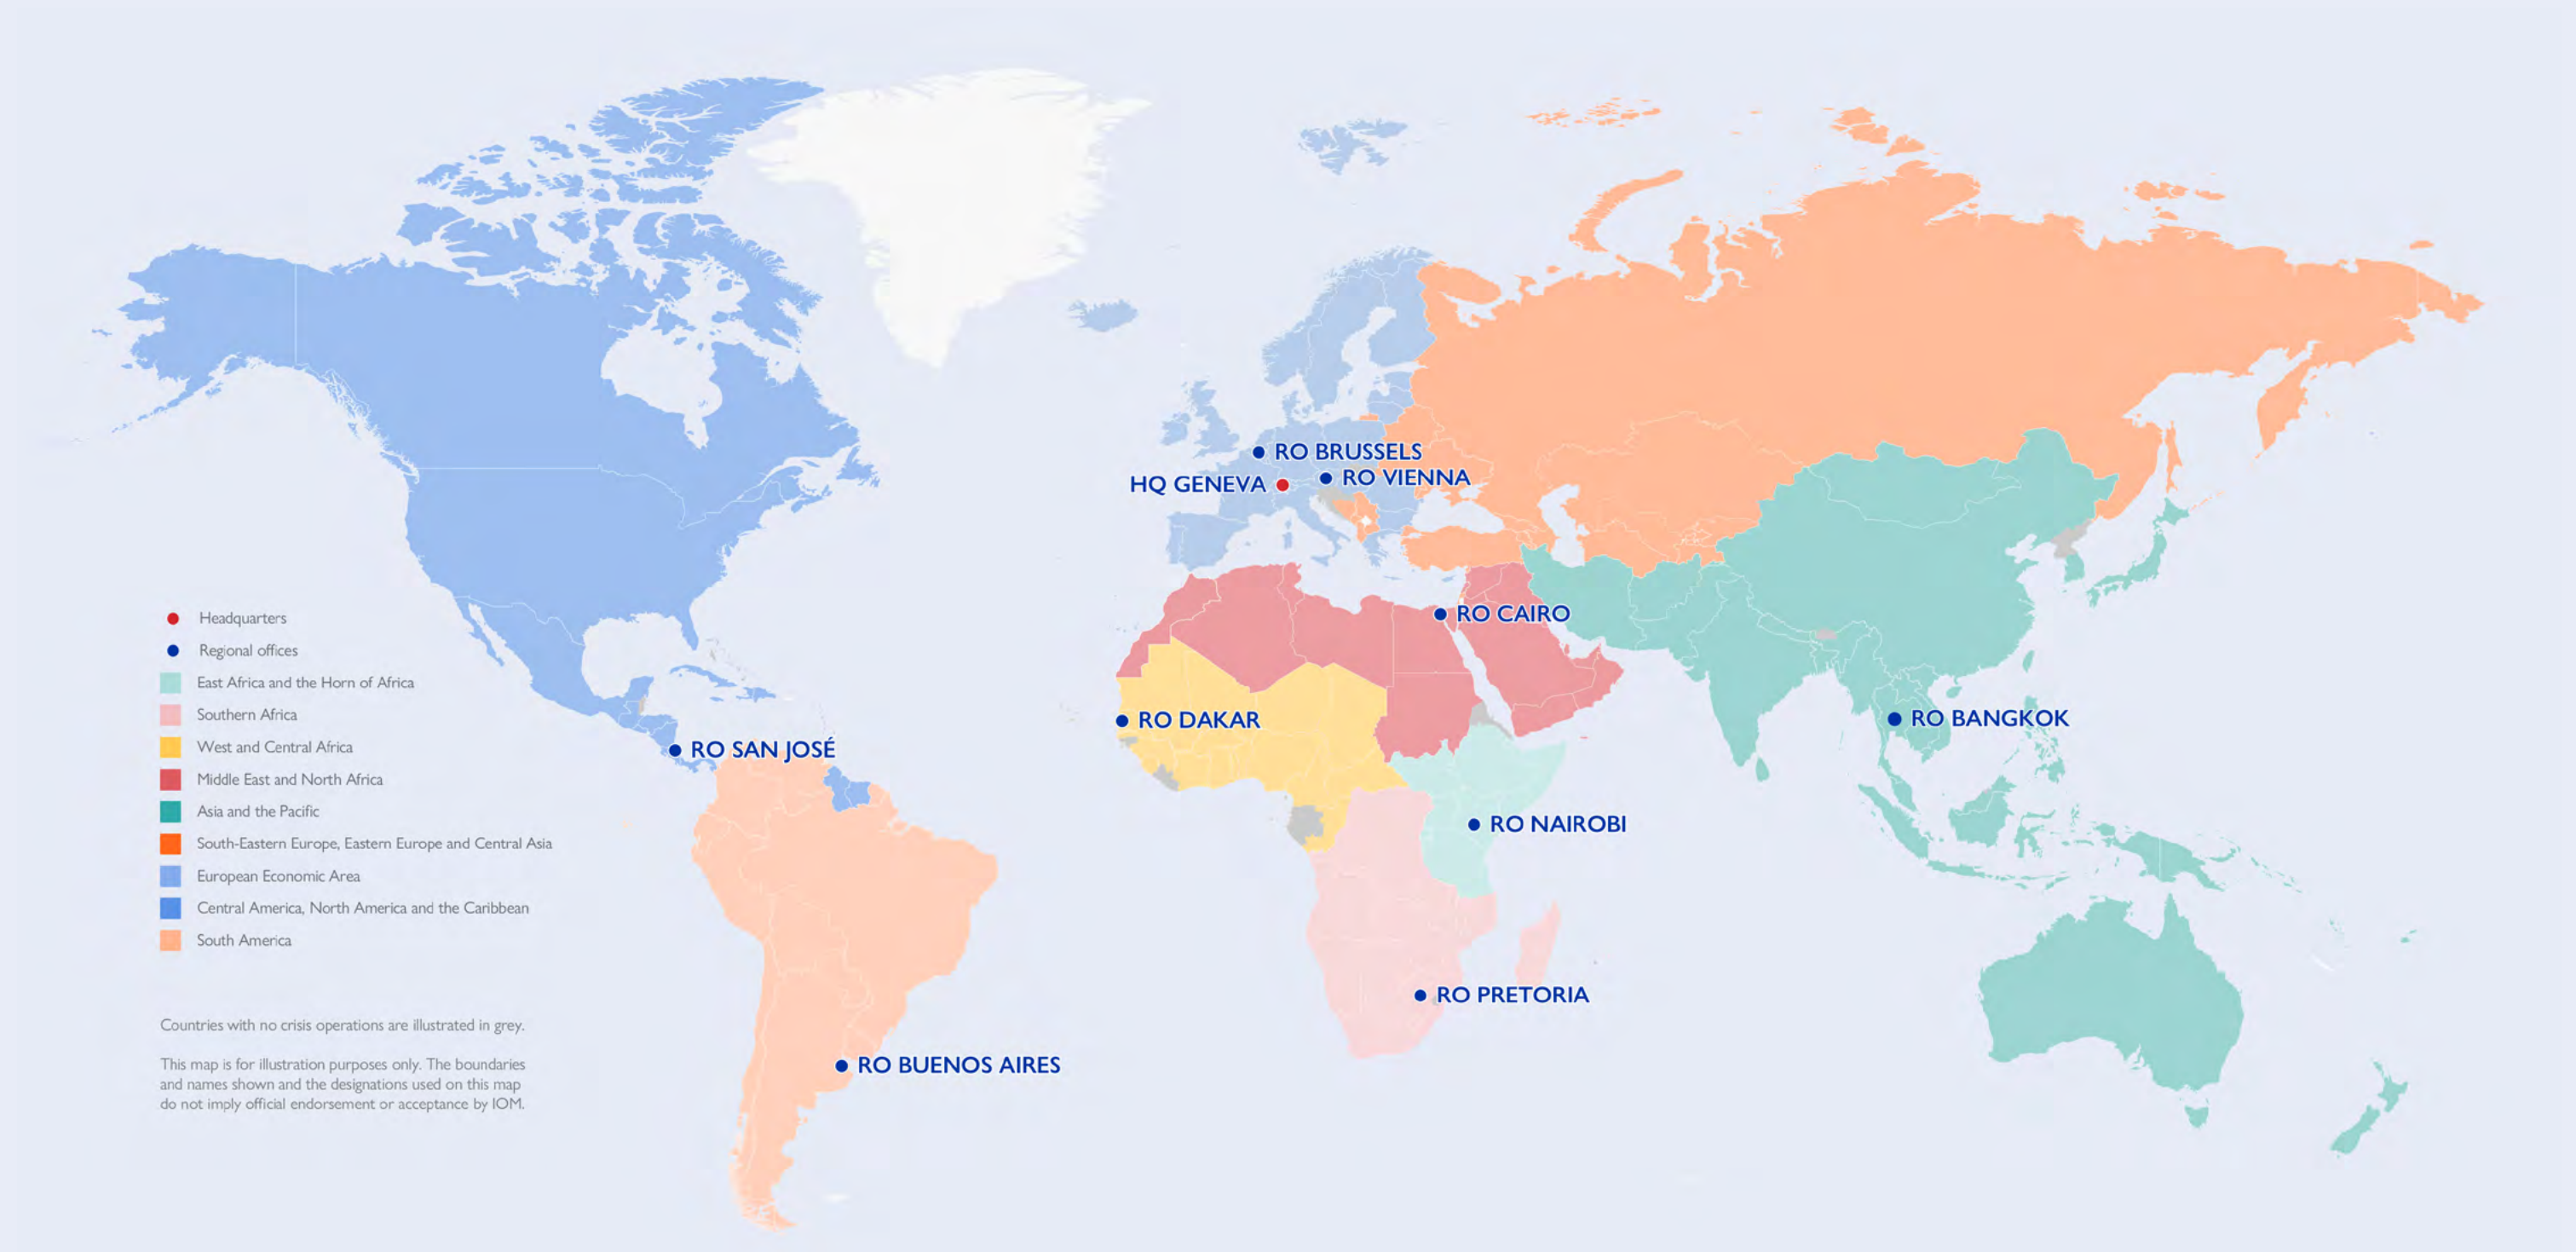 RO BRUSSELS
RO VIENNA
HQ GENEVA
RO CAIRO
RO DAKAR
RO BANGKOK
RO SAN JOSÉ
RO NAIROBI
RO PRETORIA
RO BUENOS AIRES
Headquarters
Regional offices
East Africa and the Horn of Africa
Southern Africa
West and Central Africa
Middle East and North Africa
Asia and the Pacific
South-Eastern Europe, Eastern Europe and Central Asia
European Economic Area
Central America, North America and the Caribbean
South America
Countries with no crisis operations are illustrated in grey.
This map is for illustration purposes only. The boundaries
and names shown and the designations used on this map
do not imply official endorsement or acceptance by IOM.